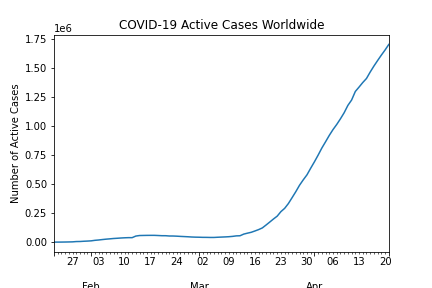 COVID-19 Active Cases Worldwide
1e6
1.75
1.50
1.25
1.00
0.75
0.50
0.25
0.00
Number of Active Cases
27 03 10 17 24 02 09 16 23 30 06 13 20
Feb Mar Apr